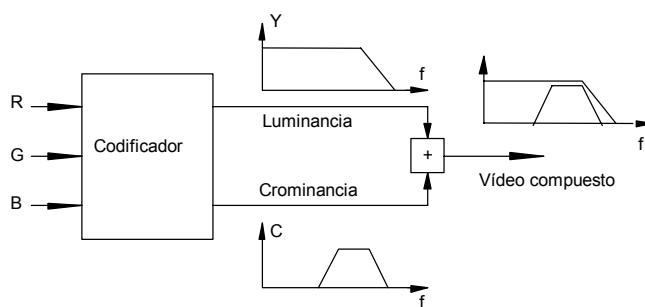 Y
f
R
Luminancia
f
G
Codificador
+
Vídeo compuesto
Crominancia
B
C
f